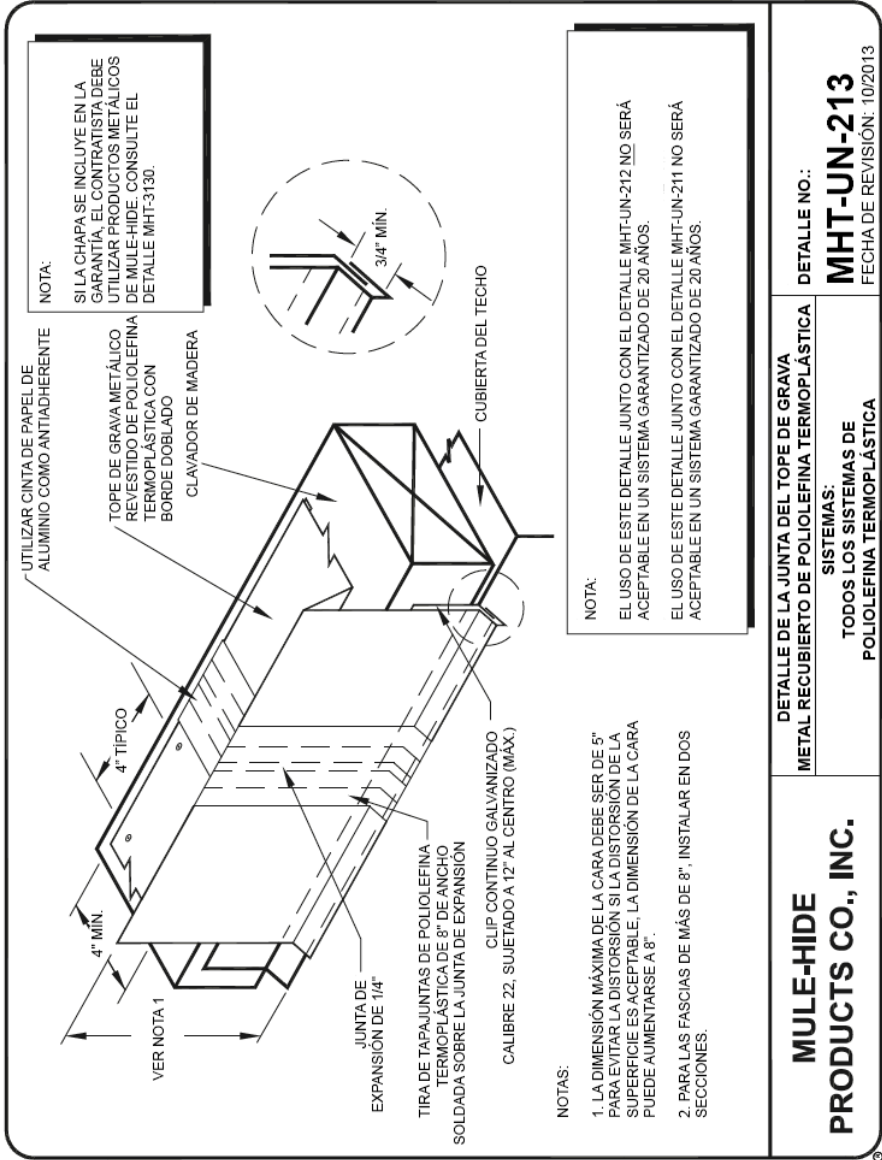 UTILIZAR CINTA DE PAPEL DE
ALUMINIO COMO ANTIADHERENTE
TOPE DE GRAVA METÁLICO
REVESTIDO DE POLIOLEFINA
TERMOPLÁSTICA CON
BORDE DOBLADO
CLAVADOR DE MADERA
NOTA:
SI LA CHAPA SE INCLUYE EN LA
GARANTÍA, EL CONTRATISTA DEBE
UTILIZAR PRODUCTOS METÁLICOS
DE MULE-HIDE. CONSULTE EL
DETALLE MHT-3130.
4" TÍPICO
4" MÍN.
VER NOTA 1
3/4" MÍN.
CUBIERTA DEL TECHO
JUNTA DE
EXPANSIÓN DE 1/4"
TIRA DE TAPAJUNTAS DE POLIOLEFINA
TERMOPLÁSTICA DE 8" DE ANCHO
SOLDADA SOBRE LA JUNTA DE EXPANSIÓN
CLIP CONTINUO GALVANIZADO
CALIBRE 22, SUJETADO A 12" AL CENTRO (MÁX.)
NOTAS:
1. LA DIMENSIÓN MÁXIMA DE LA CARA DEBE SER DE 5"
PARA EVITAR LA DISTORSIÓN SI LA DISTORSIÓN DE LA
SUPERFICIE ES ACEPTABLE, LA DIMENSIÓN DE LA CARA
PUEDE AUMENTARSE A 8".
2. PARA LAS FASCIAS DE MÁS DE 8", INSTALAR EN DOS
SECCIONES.
NOTA:
EL USO DE ESTE DETALLE JUNTO CON EL DETALLE MHT-UN-212 NO SERÁ
ACEPTABLE EN UN SISTEMA GARANTIZADO DE 20 AÑOS.
EL USO DE ESTE DETALLE JUNTO CON EL DETALLE MHT-UN-211 NO SERÁ
ACEPTABLE EN UN SISTEMA GARANTIZADO DE 20 AÑOS.
MULE-HIDE
PRODUCTS CO., INC.
DETALLE DE LA JUNTA DEL TOPE DE GRAVA
METAL RECUBIERTO DE POLIOLEFINA TERMOPLÁSTICA
SISTEMAS:
TODOS LOS SISTEMAS DE
POLIOLEFINA TERMOPLÁSTICA
DETALLE NO.:
MHT-UN-213
FECHA DE REVISIÓN: 10/2013
®